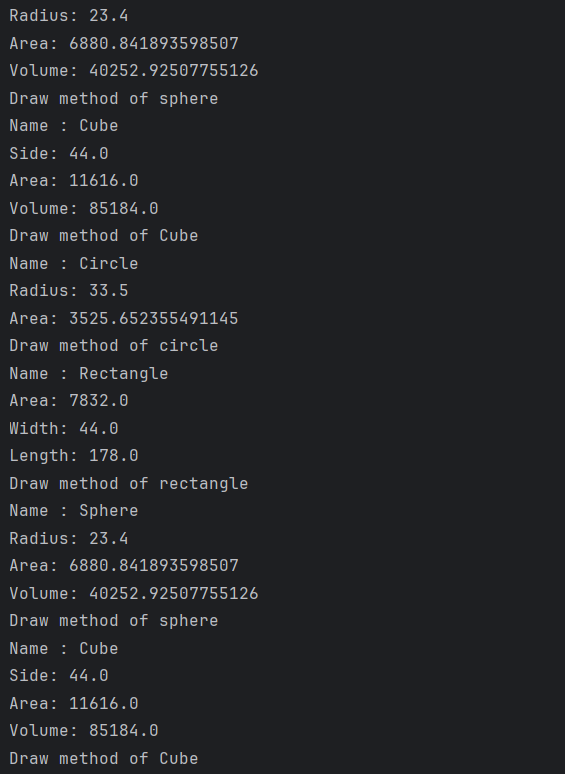 Radius: 23.4
Area: 6880.841893598507
Volume: 40252.92507755126
Draw method of sphere
Name : Cube
Side: 44.0
Area: 11616.0
Volume: 85184.0
Draw method of Cube
Name : Circle
Radius: 33.5
Area: 3525.652355491145
Draw method of circle
Name : Rectangle
Area: 7832.0
Width: 44.0
Length: 178.0
Draw method of rectangle
Name : Sphere
Radius: 23.4
Area: 6880.841893598507
Volume: 40252.92507755126
Draw method of sphere
Name : Cube
Side: 44.0
Area: 11616.0
Volume: 85184.0
Draw method of Cube